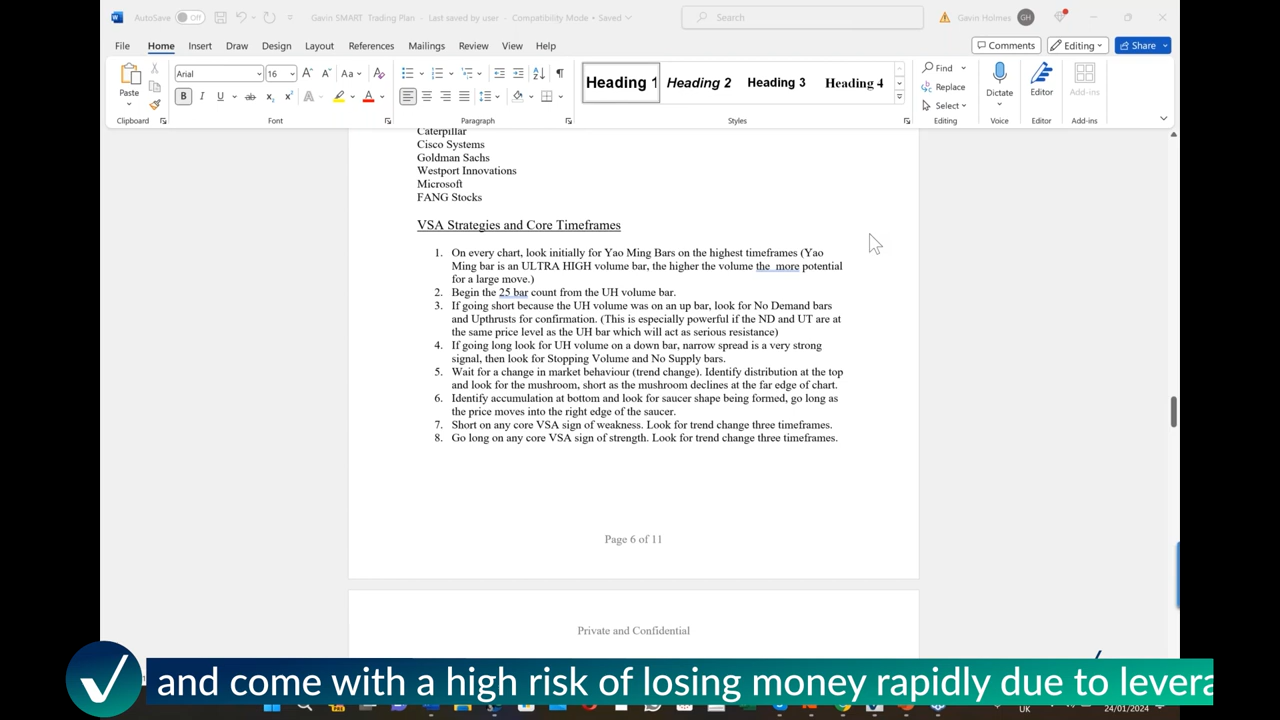 AutoSave
Off
Gavin SMART Trading Plan - Last saved by user - Compatibility Mode • Saved
Search
Gavin Holmes
GH
File
Home
Insert
Draw
Design
Layout
References
Mailings
Review
View
Help
Comments
Editing
Share
Paste
Arial
16
Aa
Heading 1
Heading 2
Heading 3
Heading 4
Find
Replace
Select
Dictate
Editor
Add-ins
Clipboard
Font
Paragraph
Styles
Editing
Voice
Editor
Add-ins
Caterpillar
Cisco Systems
Goldman Sachs
Westport Innovations
Microsoft
FANG Stocks
VSA Strategies and Core Timeframes
1. On every chart, look initially for Yao Ming Bars on the highest timeframes (Yao
Ming bar is an ULTRA HIGH volume bar, the higher the volume the more potential
for a large move.)
2. Begin the 25 bar count from the UH volume bar.
3. If going short because the UH volume was on an up bar, look for No Demand bars
and Upthrusts for confirmation. (This is especially powerful if the ND and UT are at
the same price level as the UH bar which will act as serious resistance)
4. If going long look for UH volume on a down bar, narrow spread is a very strong
signal, then look for Stopping Volume and No Supply bars.
5. Wait for a change in market behaviour (trend change). Identify distribution at the top
and look for the mushroom, short as the mushroom declines at the far edge of chart.
6. Identify accumulation at bottom and look for saucer shape being formed, go long as
the price moves into the right edge of the saucer.
7. Short on any core VSA sign of weakness. Look for trend change three timeframes.
8. Go long on any core VSA sign of strength. Look for trend change three timeframes.
Page 6 of 11
Private and Confidential
and come with a high risk of losing money rapidly due to levera
UK
24/01/2024